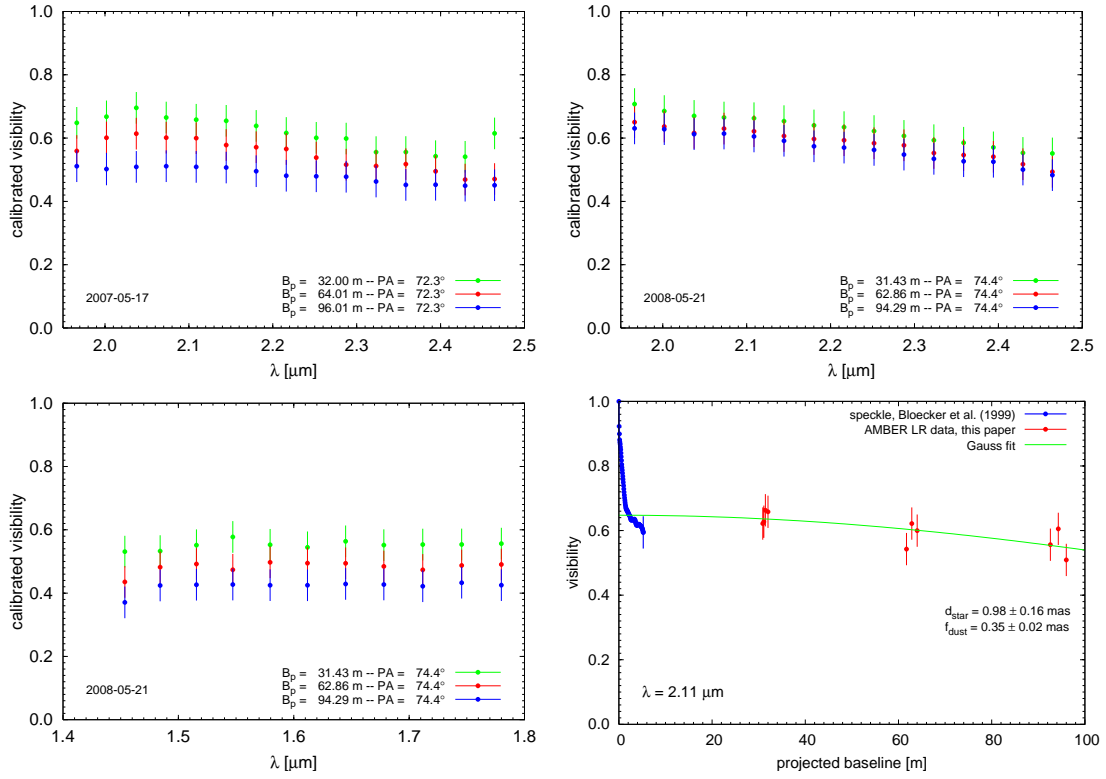 1.0
0.8
0.6
0.4
0.2
0.0
calibrated visibility
2007-05-17
B_p = 32.00 m -- PA = 72.3°
B_p = 64.01 m -- PA = 72.3°
B_p = 96.01 m -- PA = 72.3°
2.0 2.1 2.2 2.3 2.4 2.5
λ [μm]
1.0
0.8
0.6
0.4
0.2
0.0
calibrated visibility
2008-05-21
B_p = 31.43 m -- PA = 74.4°
B_p = 62.86 m -- PA = 74.4°
B_p = 94.29 m -- PA = 74.4°
2.0 2.1 2.2 2.3 2.4 2.5
λ [μm]
1.0
0.8
0.6
0.4
0.2
0.0
calibrated visibility
2008-05-21
B_p = 31.43 m -- PA = 74.4°
B_p = 62.86 m -- PA = 74.4°
B_p = 94.29 m -- PA = 74.4°
1.4 1.5 1.6 1.7 1.8
λ [μm]
1.0
0.8
0.6
0.4
0.2
0.0
visibility
speckle, Bloecker et al. (1999)
AMBER LR data, this paper
Gauss fit
d_star = 0.98 ± 0.16 mas
f_dust = 0.35 ± 0.02 mas
λ = 2.11 μm
0 20 40 60 80 100
projected baseline [m]